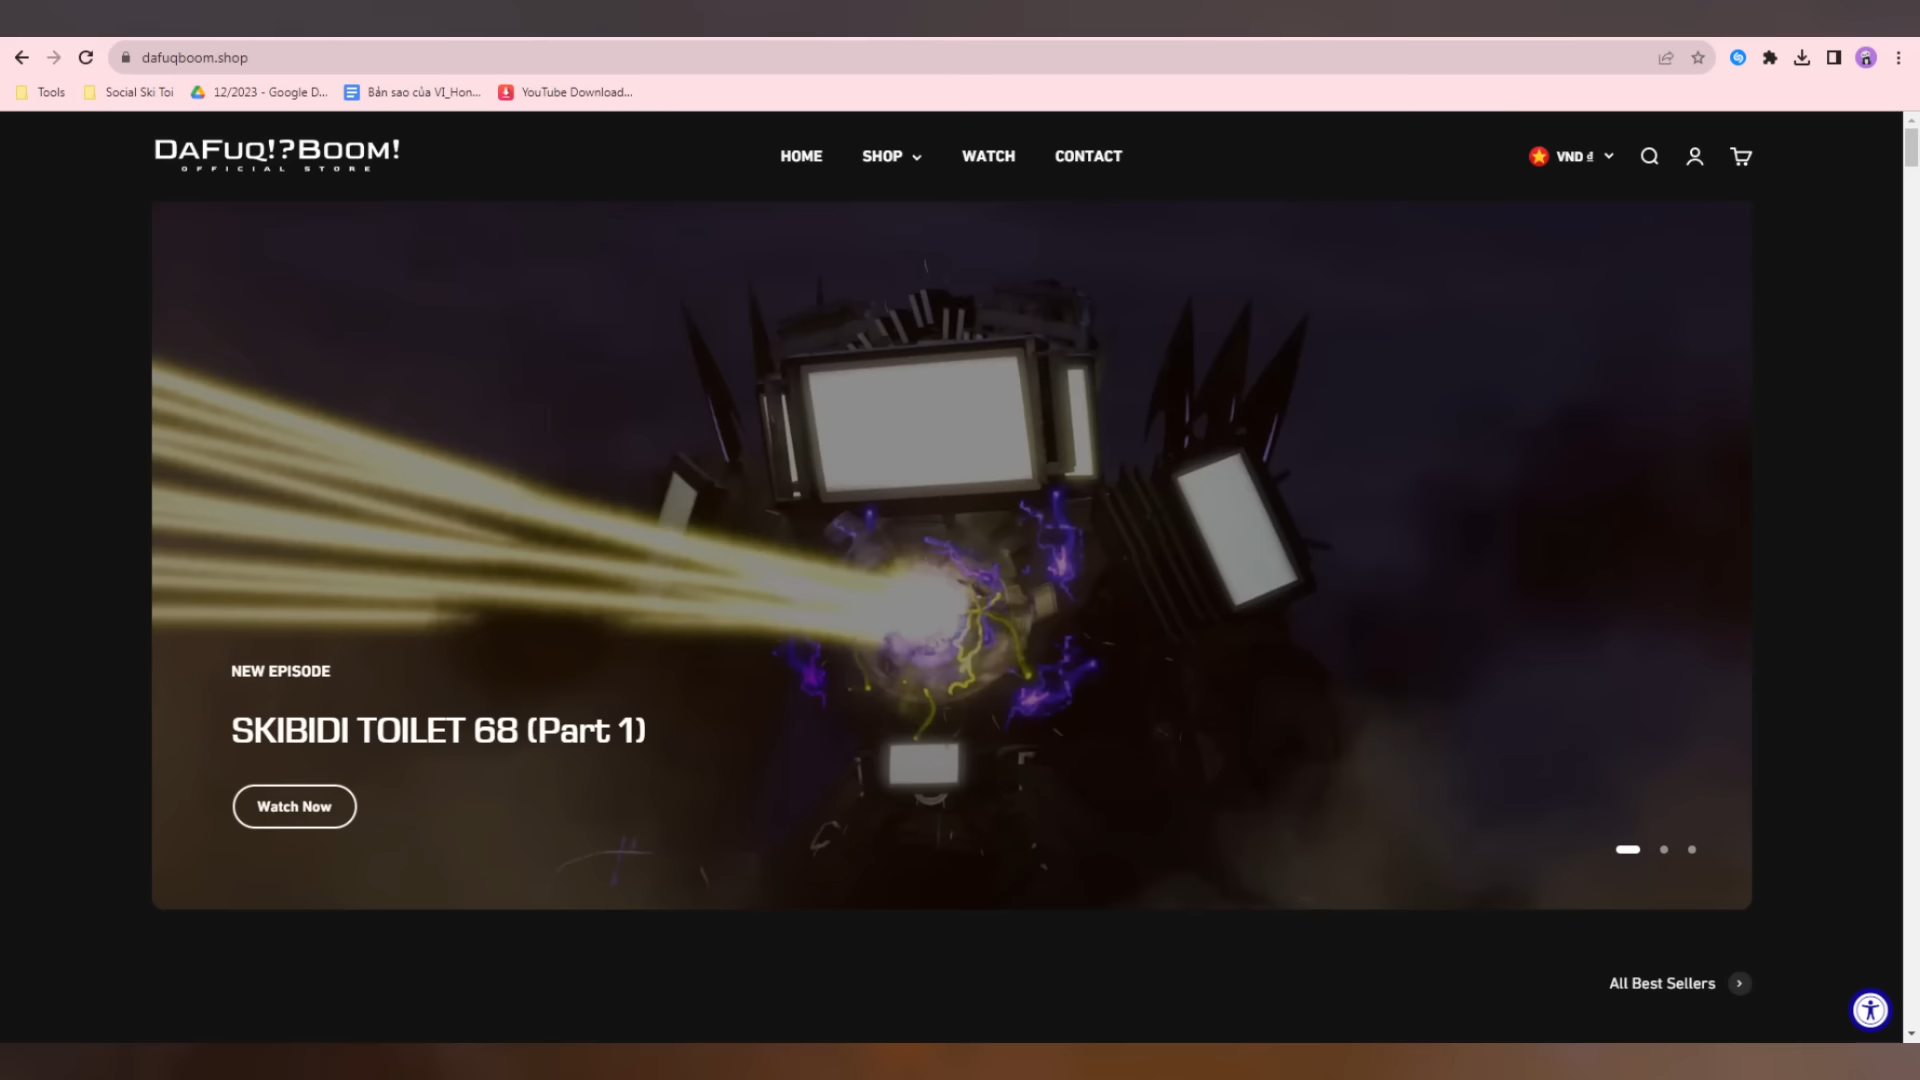 dafuqboom.shop
Tools
Social Ski Toi
12/2023 - Google D...
Bản sao của VI_Hon...
YouTube Download...
DAFUQ!?BOOM!
OFFICIAL STORE
HOME
SHOP
WATCH
CONTACT
VND ₫
NEW EPISODE
SKIBIDI TOILET 68 (Part 1)
Watch Now
All Best Sellers